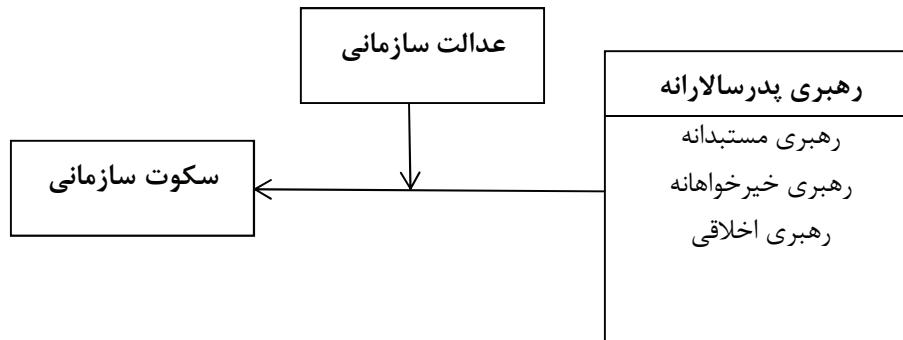 عدالت سازمانی
رهبری پدرسالارانه
رهبری مستبدانه
رهبری خیرخواهانه
رهبری اخلاقی
سکوت سازمانی